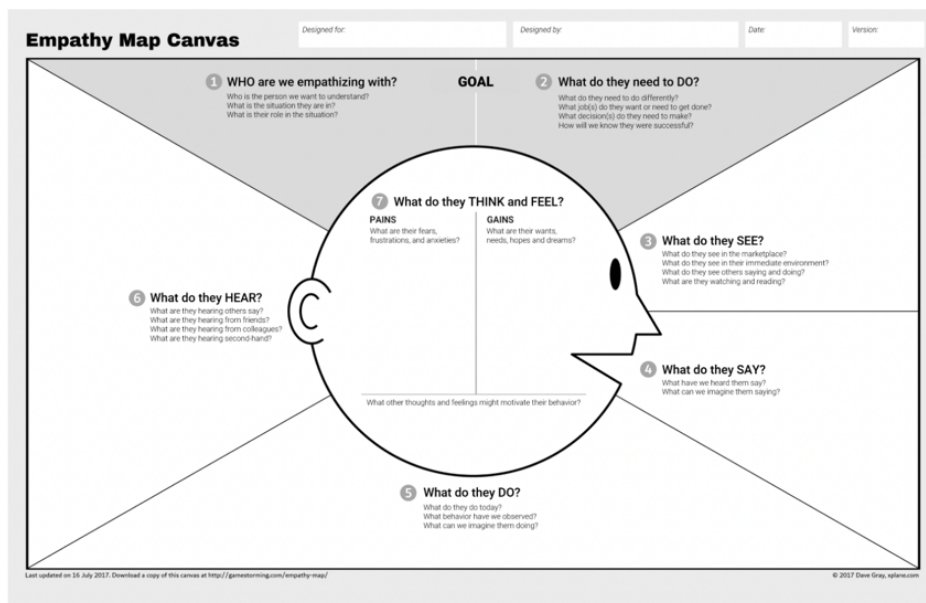 Empathy Map Canvas
Designed for:
Designed by:
Date:
Version:
1 WHO are we empathizing with?
Who is the person we want to understand?
What is the situation they are in?
What is their role in the situation?
GOAL
2 What do they need to DO?
What do they need to do differently?
What job(s) do they want or need to get done?
What decision(s) do they need to make?
How will we know they were successful?
3 What do they SEE?
What do they see in the marketplace?
What do they see in their immediate environment?
What do they see others saying and doing?
What are they watching and reading?
4 What do they SAY?
What have we heard them say?
What can we imagine them saying?
5 What do they DO?
What do they do today?
What behavior have we observed?
What can we imagine them doing?
6 What do they HEAR?
What are they hearing others say?
What are they hearing from friends?
What are they hearing from colleagues?
What are they hearing second-hand?
7 What do they THINK and FEEL?
PAINS
What are their fears,
frustrations, and anxieties?
GAINS
What are their wants,
needs, hopes and dreams?
What other thoughts and feelings might motivate their behavior?
Last updated on 16 July 2017. Download a copy of this canvas at http://gamestorming.com/empathy-map/
© 2017 Dave Gray, xplane.com